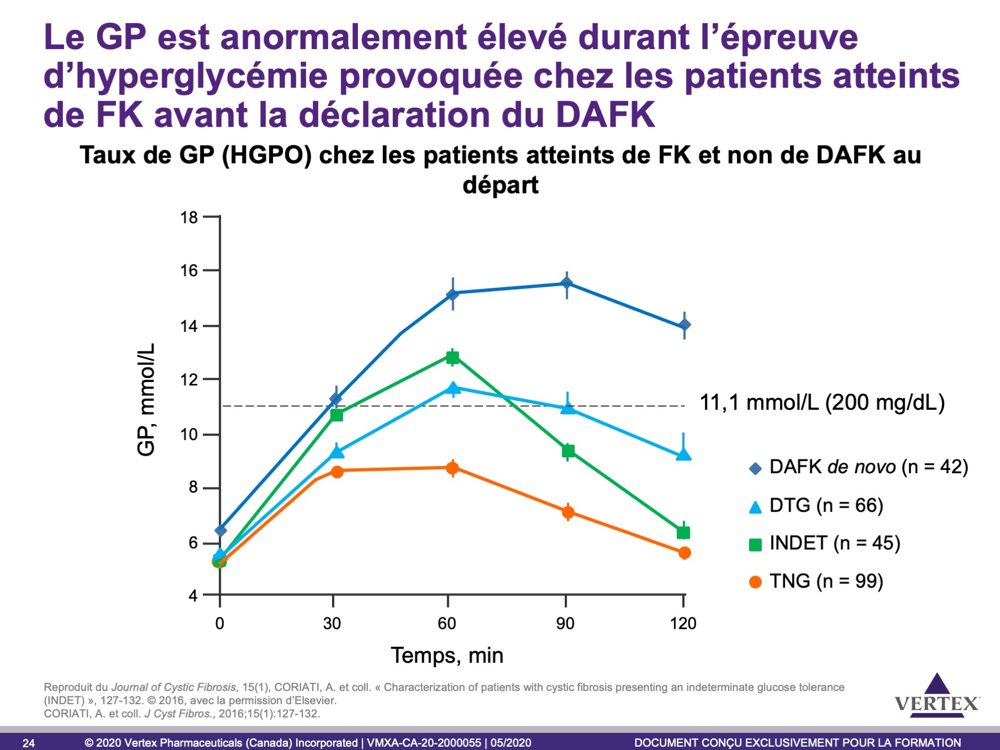 Le GP est anormalement élevé durant l’épreuve
d’hyperglycémie provoquée chez les patients atteints
de FK avant la déclaration du DAFK
Taux de GP (HGPO) chez les patients atteints de FK et non de DAFK au
départ
18
16
14
12
10
8
6
4
GP, mmol/L
0 30 60 90 120
Temps, min
11,1 mmol/L (200 mg/dL)
DAFK de novo (n = 42)
DTG (n = 66)
INDET (n = 45)
TNG (n = 99)
Reproduit du Journal of Cystic Fibrosis, 15(1), CORIATI, A. et coll. « Characterization of patients with cystic fibrosis presenting an indeterminate glucose tolerance
(INDET) », 127-132. © 2016, avec la permission d’Elsevier.
CORIATI, A. et coll. J Cyst Fibros., 2016;15(1):127-132.
VERTEX
24 © 2020 Vertex Pharmaceuticals (Canada) Incorporated | VMXA-CA-20-2000055 | 05/2020 DOCUMENT CONÇU EXCLUSIVEMENT POUR LA FORMATION